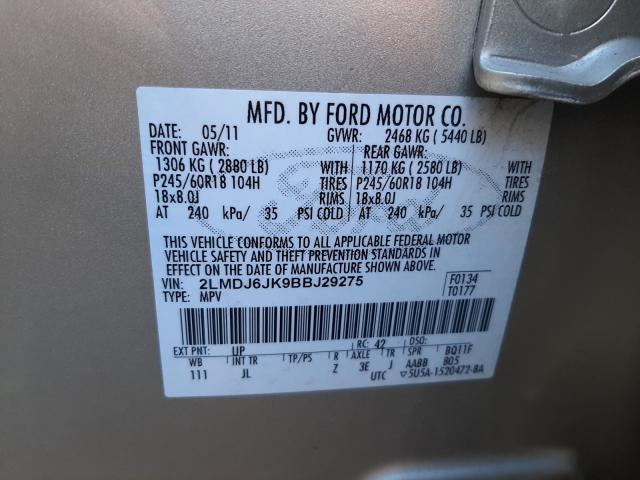 MFD. BY FORD MOTOR CO.
DATE: 05/11 GVWR: 2468 KG (5440 LB)
FRONT GAWR: REAR GAWR:
1306 KG (2880 LB) WITH 1170 KG (2580 LB) WITH
P245/60R18 104H TIRES P245/60R18 104H TIRES
18x8.0J RIMS 18x8.0J RIMS
AT 240 kPa/ 35 PSI COLD AT 240 kPa/ 35 PSI COLD
THIS VEHICLE CONFORMS TO ALL APPLICABLE FEDERAL MOTOR
VEHICLE SAFETY AND THEFT PREVENTION STANDARDS IN
EFFECT ON THE DATE OF MANUFACTURE SHOWN ABOVE.
VIN: 2LMDJ6JK9BBJ29275 F0134
TYPE: MPV T0177
EXT PNT: UP RC: 42 DSO:
WB INT TR TP/PS R AXLE TR SPR BQ11F
111 JL Z 3E J AABB B05
UTC ▽5U5A-1520472-BA